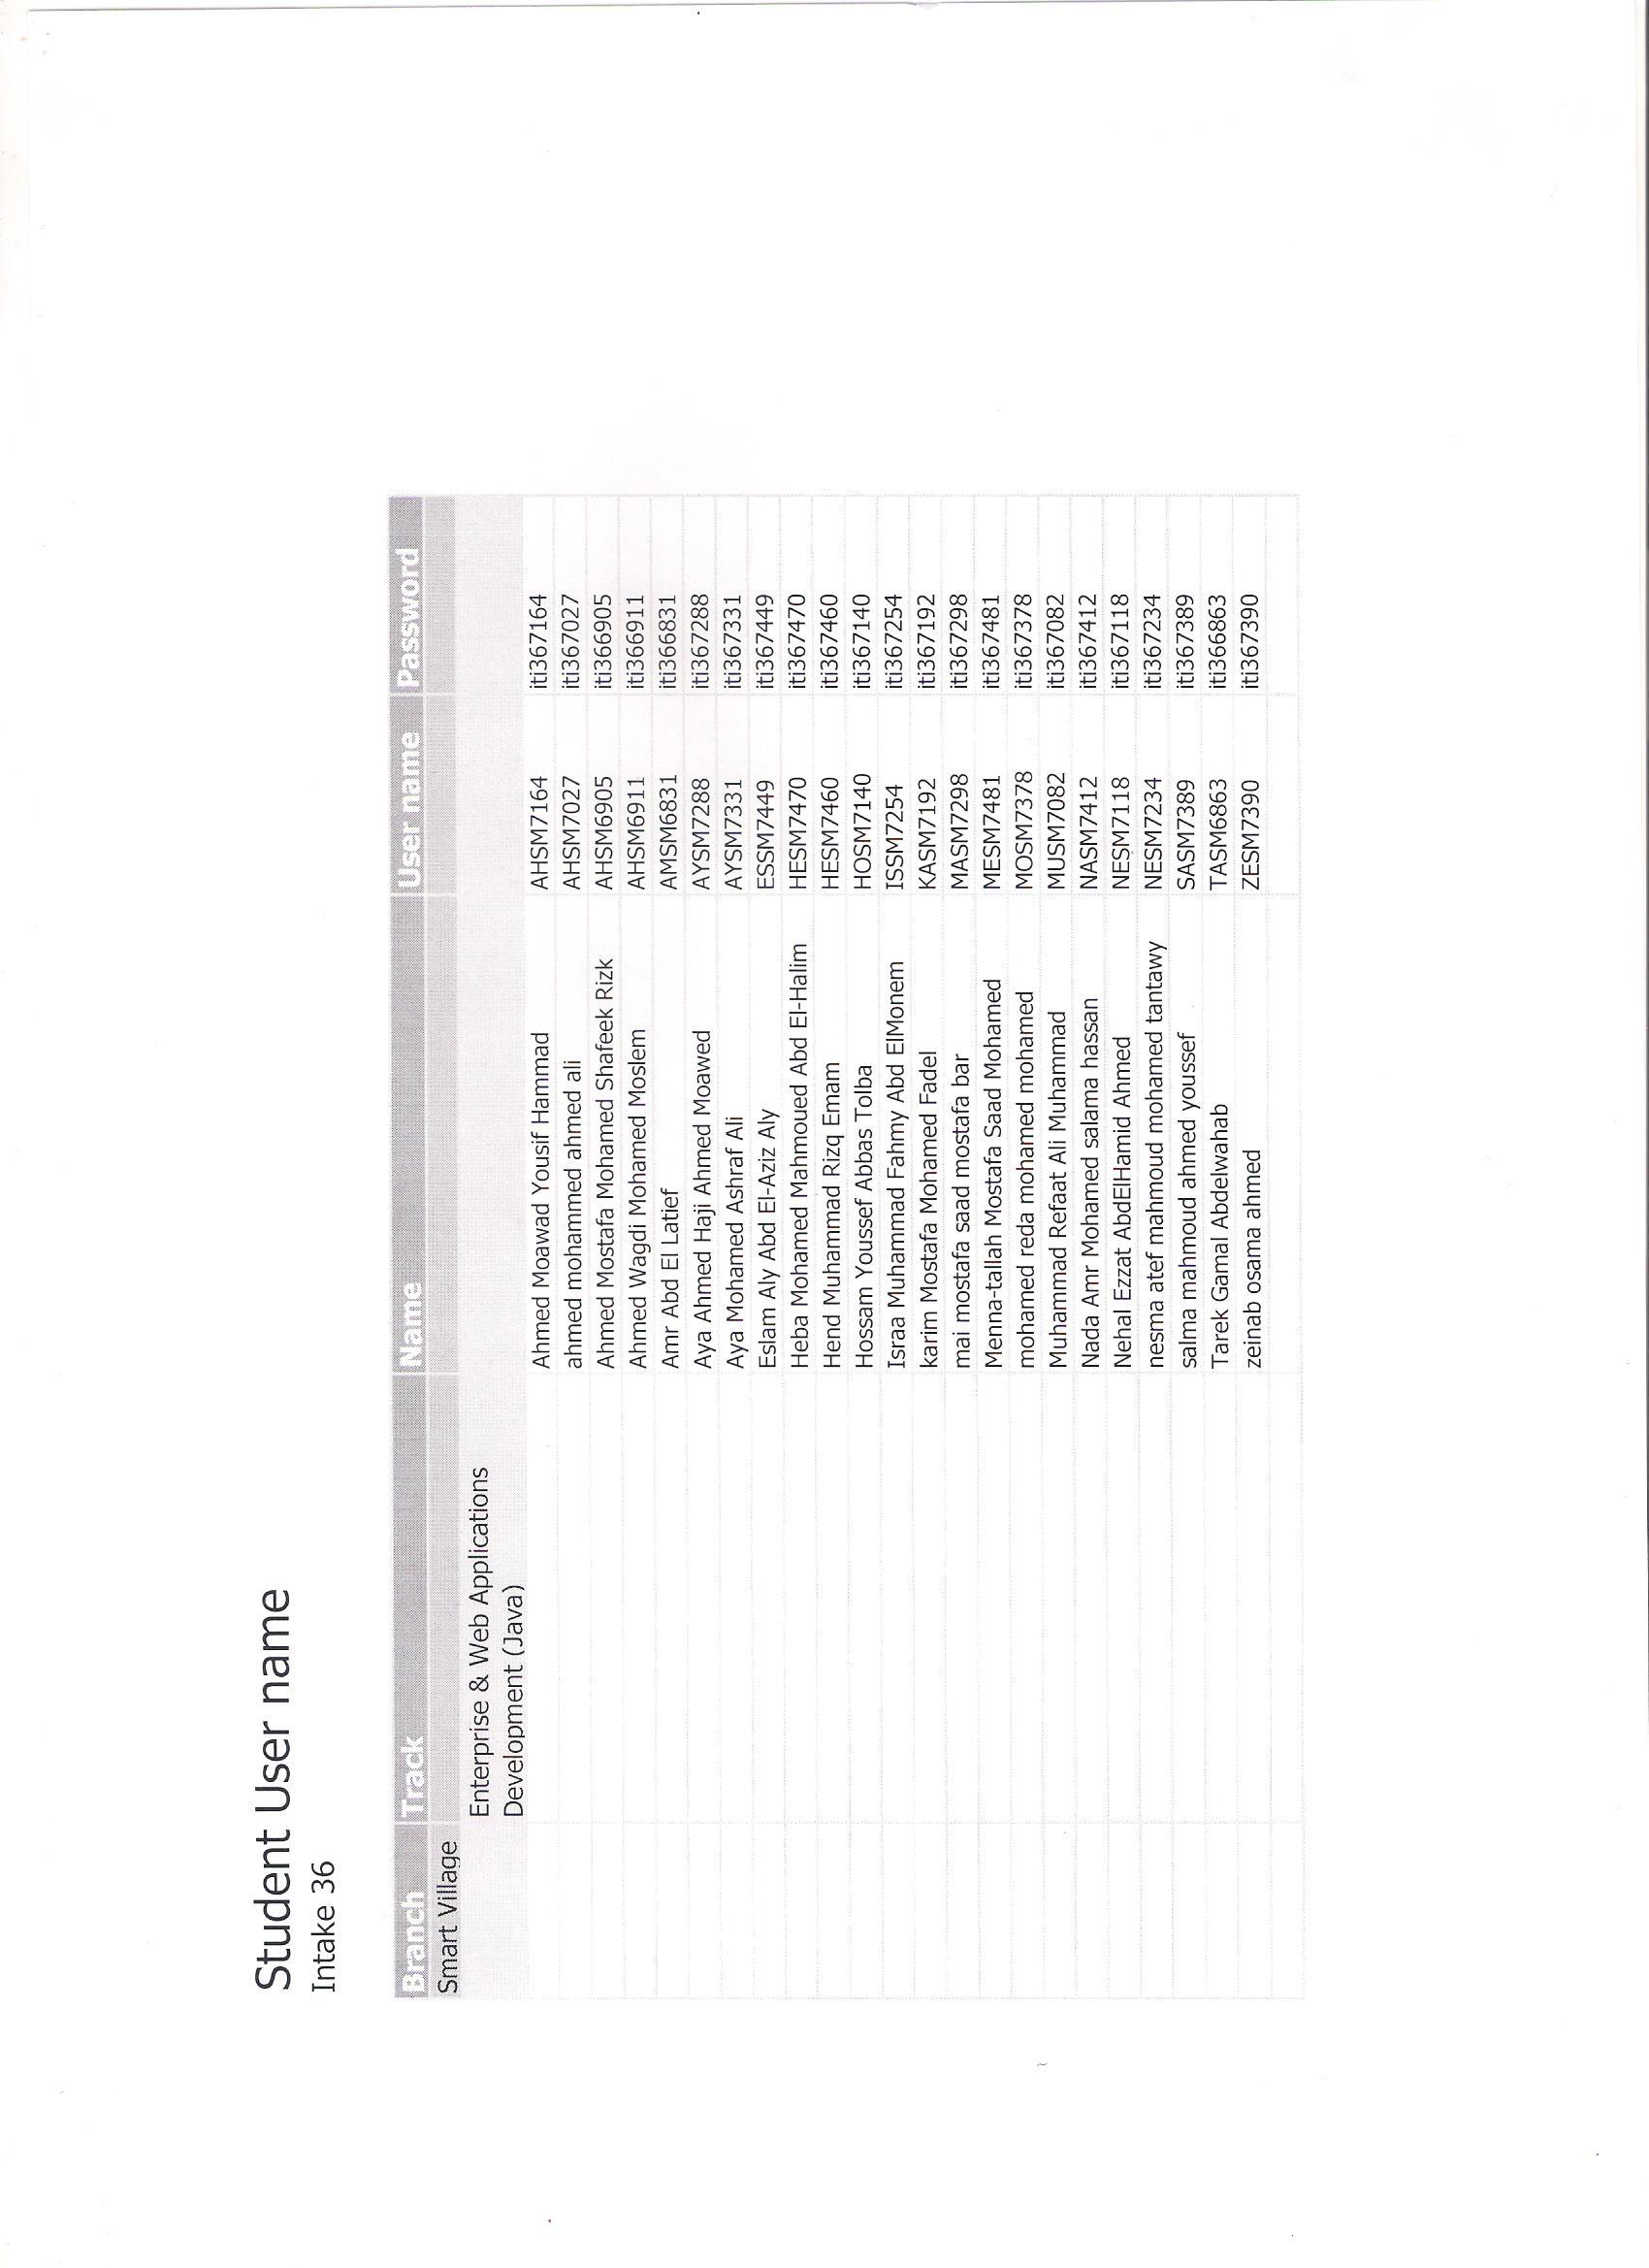 Student User name
Intake 36
Branch Track Name User name Password
Smart Village
Enterprise & Web Applications
Development (Java)
Ahmed Moawad Yousif Hammad AHSM7164 iti367164
ahmed mohammed ahmed ali AHSM7027 iti367027
Ahmed Mostafa Mohamed Shafeek Rizk AHSM6905 iti366905
Ahmed Wagdi Mohamed Moslem AHSM6911 iti366911
Amr Abd El Latief AMSM6831 iti366831
Aya Ahmed Haji Ahmed Moawed AYSM7288 iti367288
Aya Mohamed Ashraf Ali AYSM7331 iti367331
Eslam Aly Abd El-Aziz Aly ESSM7449 iti367449
Heba Mohamed Mahmoued Abd El-Halim HESM7470 iti367470
Hend Muhammad Rizq Emam HESM7460 iti367460
Hossam Youssef Abbas Tolba HOSM7140 iti367140
Israa Muhammad Fahmy Abd ElMonem ISSM7254 iti367254
karim Mostafa Mohamed Fadel KASM7192 iti367192
mai mostafa saad mostafa bar MASM7298 iti367298
Menna-tallah Mostafa Saad Mohamed MESM7481 iti367481
mohamed reda mohamed mohamed MOSM7378 iti367378
Muhammad Refaat Ali Muhammad MUSM7082 iti367082
Nada Amr Mohamed salama hassan NASM7412 iti367412
Nehal Ezzat AbdElHamid Ahmed NESM7118 iti367118
nesma atef mahmoud mohamed tantawy NESM7234 iti367234
salma mahmoud ahmed youssef SASM7389 iti367389
Tarek Gamal Abdelwahab TASM6863 iti366863
zeinab osama ahmed ZESM7390 iti367390